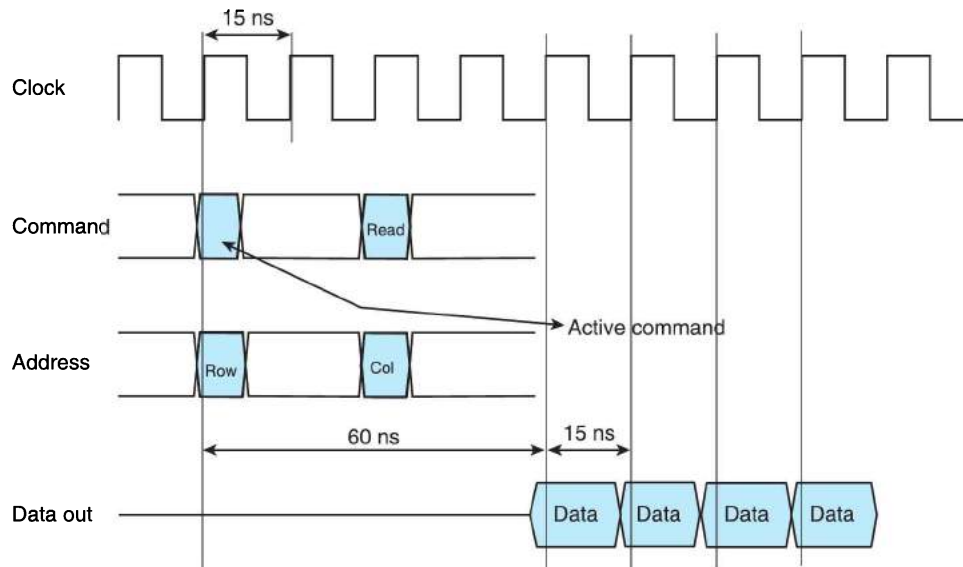 15 ns
Clock
Command
Read
Active command
Address
Row
Col
60 ns
15 ns
Data out
Data
Data
Data
Data